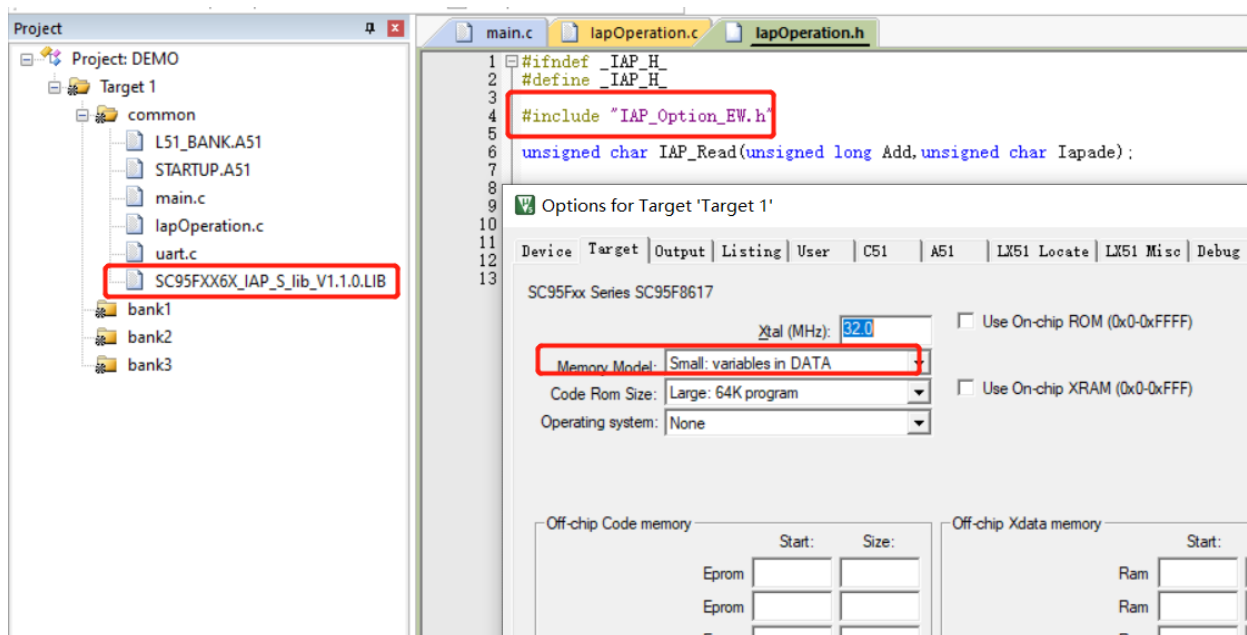 Project
Project: DEMO
Target 1
common
L51_BANK.A51
STARTUP.A51
main.c
IapOperation.c
uart.c
SC95FXX6X_IAP_S_lib_V1.1.0.LIB
bank1
bank2
bank3
main.c IapOperation.c IapOperation.h
1 #ifndef _IAP_H_
2 #define _IAP_H_
3
4 #include "IAP_Option_EW.h"
5
6 unsigned char IAP_Read(unsigned long Add,unsigned char Iapade);
7
8
9
10
11
12
13
Options for Target 'Target 1'
Device Target Output Listing User C51 A51 LX51 Locate LX51 Misc Debug
SC95Fxx Series SC95F8617
Xtal (MHz): 32.0
Use On-chip ROM (0x0-0xFFFF)
Memory Model: Small: variables in DATA
Code Rom Size: Large: 64K program
Use On-chip XRAM (0x0-0xFFF)
Operating system: None
Off-chip Code memory
Start: Size:
Eprom
Eprom
Off-chip Xdata memory
Start:
Ram
Ram